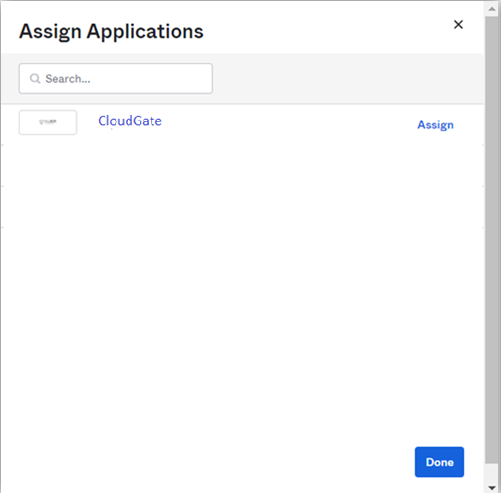 Assign Applications
Search...
CloudGate
Assign
Done